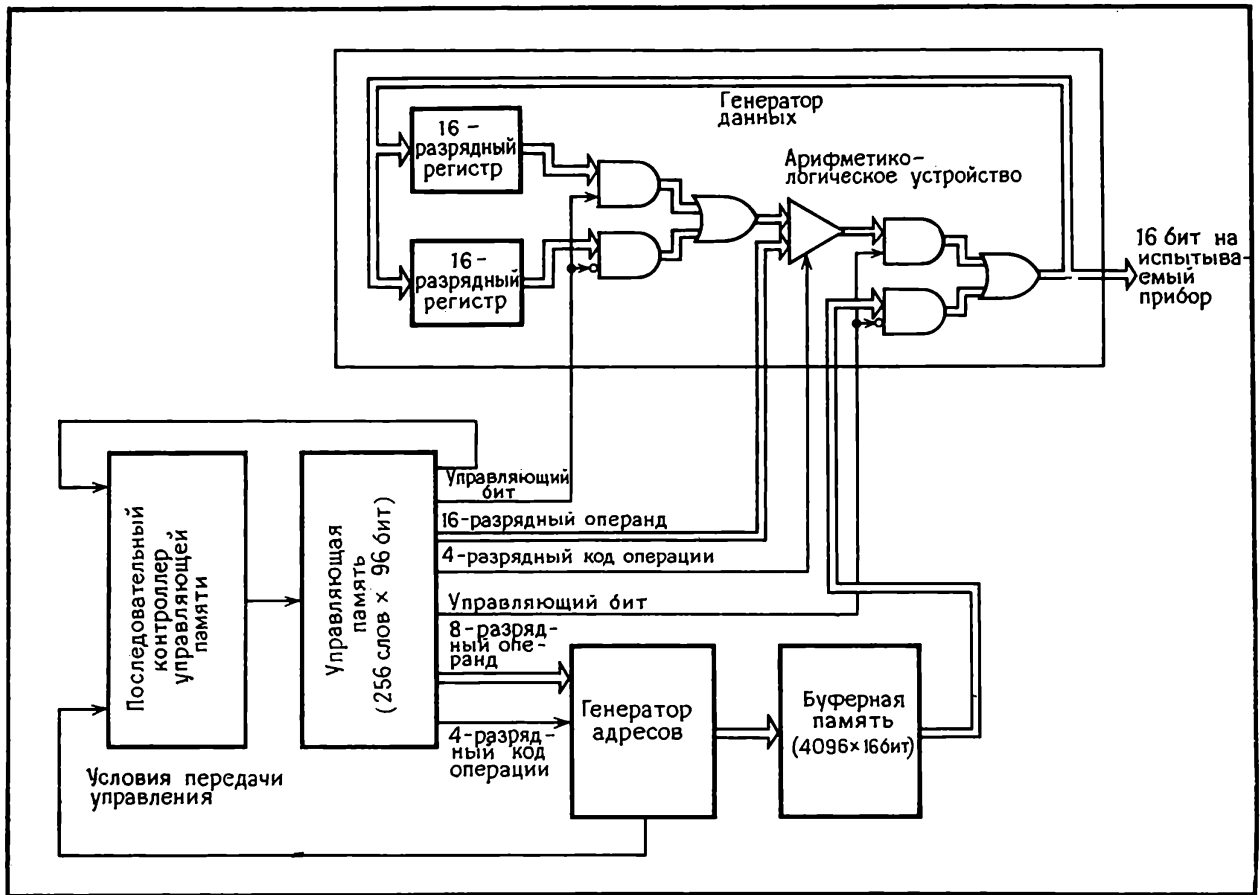 Генератор
данных
16-
разрядный
регистр
Арифметико-
логическое устройство
16-
разрядный
регистр
16 бит на
испытыва-
емый
прибор
Последовательный
контроллер
управляющей
памяти
Управляющая
память
(256 слов × 96 бит)
Управляющий
бит
16-разрядный операнд
4-разрядный код операции
Управляющий бит
8-разряд-
ный опе-
ранд
4-разряд-
ный код
операции
Генератор
адресов
Буферная
память
(4096×16бит)
Условия передачи
управления